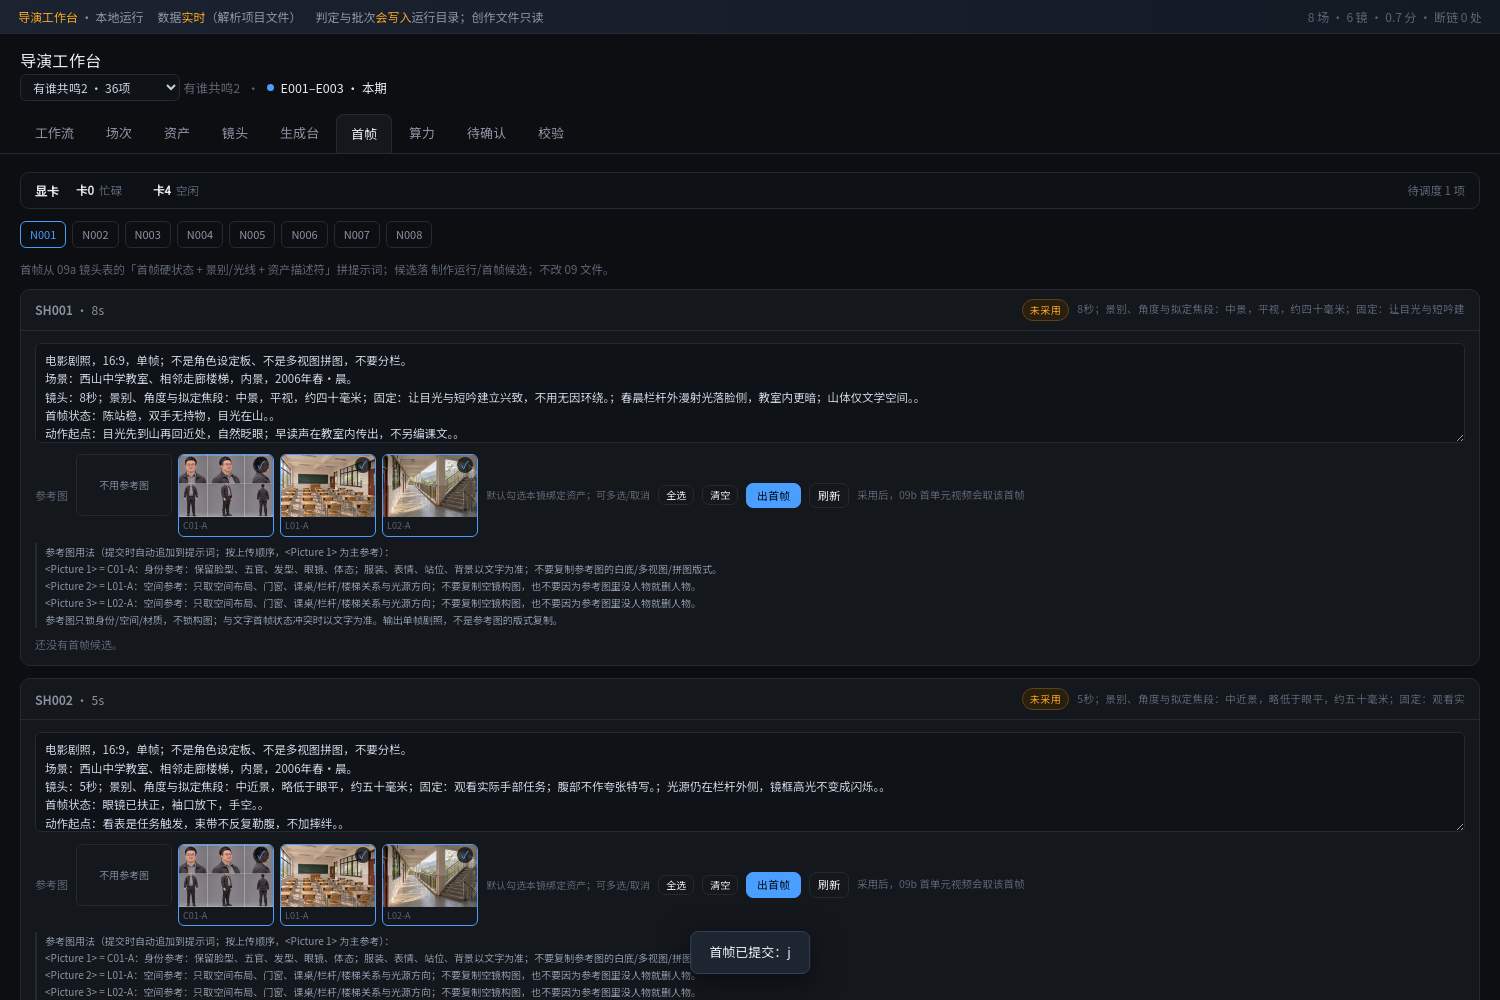 导演工作台 · 本地运行 数据实时（解析项目文件） 判定与批次会写入运行目录；创作文件只读 8 场 · 6 镜 · 0.7 分 · 断链 0 处
导演工作台
有谁共鸣2 · 36项 有谁共鸣2 · E001–E003 · 本期
工作流 场次 资产 镜头 生成台 首帧 算力 待确认 校验
显卡 卡0 忙碌 卡4 空闲 待调度 1 项
N001 N002 N003 N004 N005 N006 N007 N008
首帧从 09a 镜头表的「首帧硬状态 + 景别/光线 + 资产描述符」拼提示词；候选落 制作运行/首帧候选；不改 09 文件。
SH001 · 8s 未采用 8秒；景别、角度与拟定焦段：中景，平视，约四十毫米；固定：让目光与短吟建
电影剧照，16:9，单帧；不是角色设定板、不是多视图拼图，不要分栏。
场景：西山中学教室、相邻走廊楼梯，内景，2006年春·晨。
镜头：8秒；景别、角度与拟定焦段：中景，平视，约四十毫米；固定：让目光与短吟建立兴致，不用无因环绕。；春晨栏杆外漫射光落脸侧，教室内更暗；山体仅文学空间。。
首帧状态：陈站稳，双手无持物，目光在山。。
动作起点：目光先到山再回近处，自然眨眼；早读声在教室内传出，不另编课文。。
参考图 不用参考图 C01-A L01-A L02-A 默认勾选本镜绑定资产；可多选/取消 全选 清空 出首帧 刷新 采用后，09b 首单元视频会取该首帧
参考图用法（提交时自动追加到提示词；按上传顺序，<Picture 1> 为主参考）：
<Picture 1> = C01-A：身份参考：保留脸型、五官、发型、眼镜、体态；服装、表情、站位、背景以文字为准；不要复制参考图的白底/多视图/拼图版式。
<Picture 2> = L01-A：空间参考：只取空间布局、门窗、课桌/栏杆/楼梯关系与光源方向；不要复制空镜构图，也不要因为参考图里没人物就删人物。
<Picture 3> = L02-A：空间参考：只取空间布局、门窗、课桌/栏杆/楼梯关系与光源方向；不要复制空镜构图，也不要因为参考图里没人物就删人物。
参考图只锁身份/空间/材质，不锁构图；与文字首帧状态冲突时以文字为准。输出单帧剧照，不是参考图的版式复制。
还没有首帧候选。
SH002 · 5s 未采用 5秒；景别、角度与拟定焦段：中近景，略低于眼平，约五十毫米；固定：观看实
电影剧照，16:9，单帧；不是角色设定板、不是多视图拼图，不要分栏。
场景：西山中学教室、相邻走廊楼梯，内景，2006年春·晨。
镜头：5秒；景别、角度与拟定焦段：中近景，略低于眼平，约五十毫米；固定：观看实际手部任务；腹部不作夸张特写。；光源仍在栏杆外侧，镜框高光不变成闪烁。。
首帧状态：眼镜已扶正，袖口放下，手空。。
动作起点：看表是任务触发，束带不反复勒腹，不加摔绊。。
参考图 不用参考图 C01-A L01-A L02-A 默认勾选本镜绑定资产；可多选/取消 全选 清空 出首帧 刷新 采用后，09b 首单元视频会取该首帧
参考图用法（提交时自动追加到提示词；按上传顺序，<Picture 1> 为主参考）：
<Picture 1> = C01-A：身份参考：保留脸型、五官、发型、眼镜、体态；服装、表情、站位、背景以文字为准；不要复制参考图的白底/多视图/拼图
<Picture 2> = L01-A：空间参考：只取空间布局、门窗、课桌/栏杆/楼梯关系与光源方向；不要复制空镜构图，也不要因为参考图里没人物就删人物。
<Picture 3> = L02-A：空间参考：只取空间布局、门窗、课桌/栏杆/楼梯关系与光源方向；不要复制空镜构图，也不要因为参考图里没人物就删人物。
首帧已提交：j